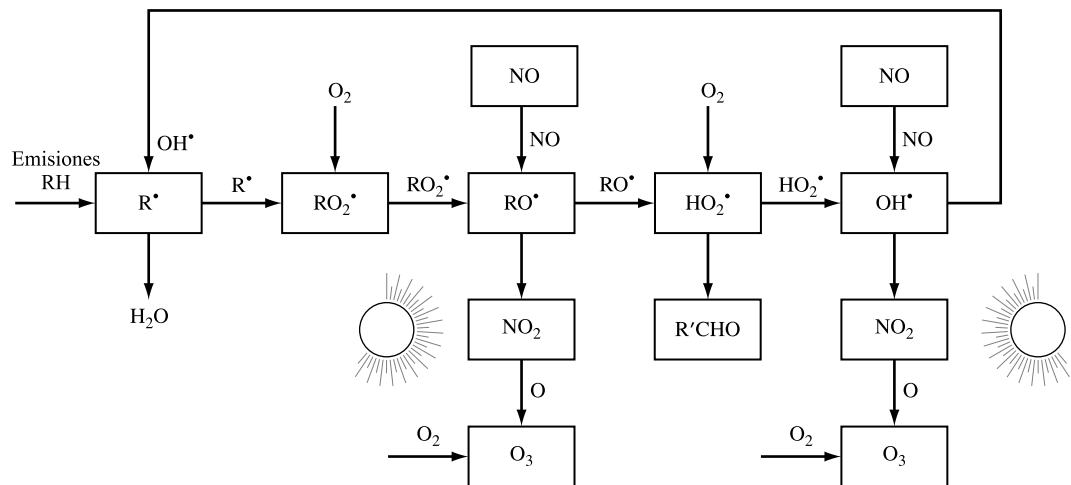 NO
NO
O₂
O₂
OH•
NO
NO
Emisiones
RH
R•
R•
RO₂•
RO₂•
RO•
RO•
HO₂•
HO₂•
OH•
H₂O
NO₂
R′CHO
NO₂
O
O
O₂
O₃
O₂
O₃